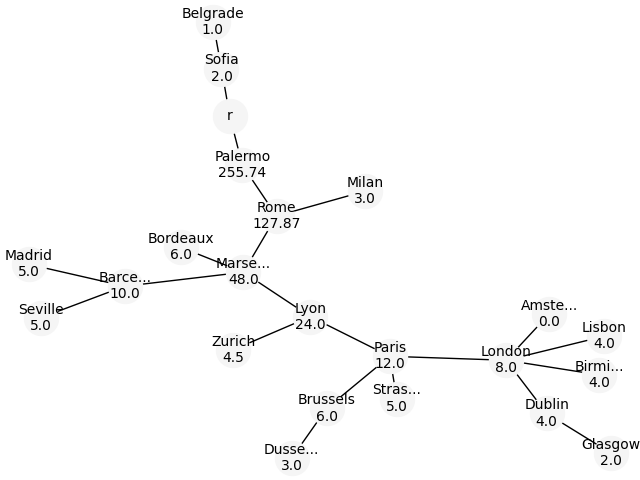 Belgrade
1.0
Sofia
2.0
r
Palermo
255.74
Milan
3.0
Rome
127.87
Bordeaux
6.0
Madrid
5.0
Marse...
48.0
Barce...
10.0
Seville
5.0
Lyon
24.0
Amste...
0.0
Lisbon
4.0
Zurich
4.5
Paris
12.0
London
8.0
Birmi...
4.0
Stras...
5.0
Brussels
6.0
Dublin
4.0
Dusse...
3.0
Glasgow
2.0